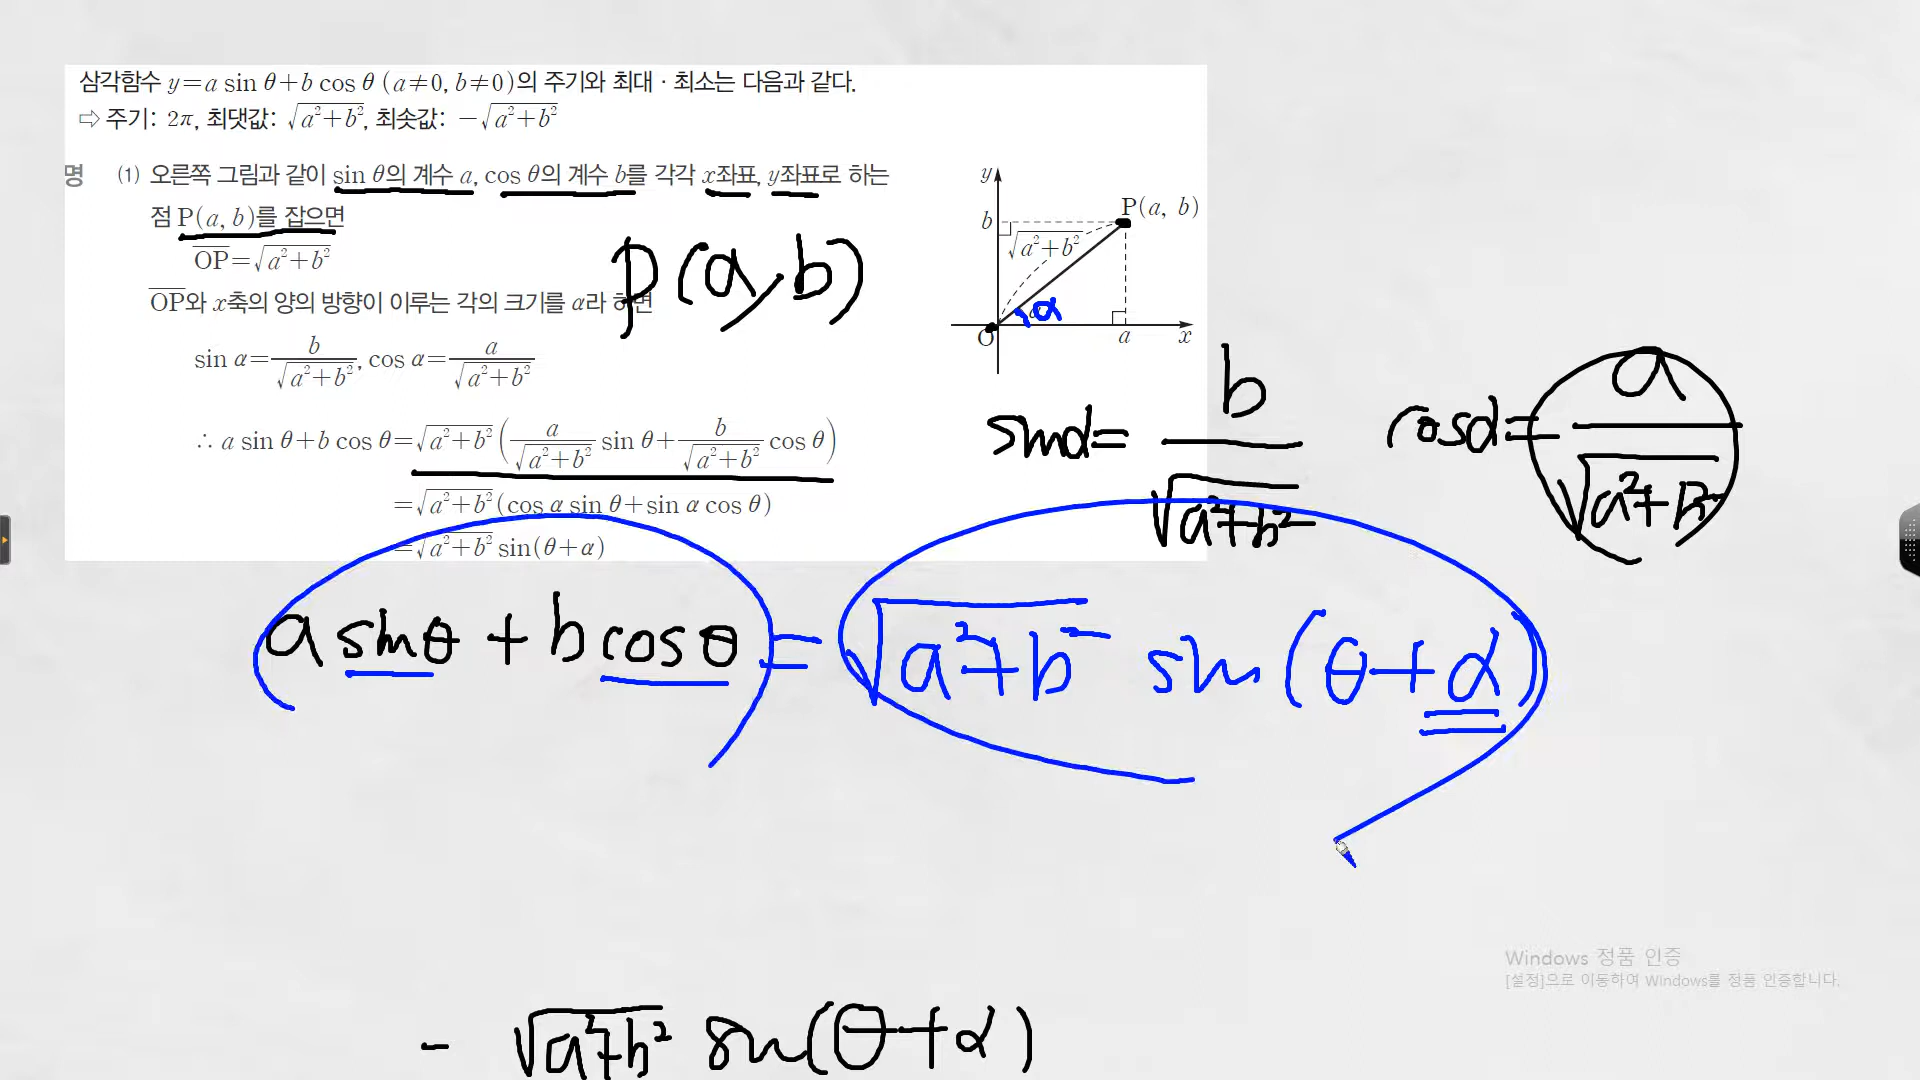 삼각함수 y=a sin θ+b cos θ (a≠0, b≠0)의 주기와 최대·최소는 다음과 같다.
⇨ 주기: 2π, 최댓값: √(a²+b²), 최솟값: −√(a²+b²)
명 (1) 오른쪽 그림과 같이 sin θ의 계수 a, cos θ의 계수 b를 각각 x좌표, y좌표로 하는
점 P(a, b)를 잡으면
OP=√(a²+b²)
OP와 x축의 양의 방향이 이루는 각의 크기를 α라 하면
sin α=b/√(a²+b²), cos α=a/√(a²+b²)
∴ a sin θ+b cos θ=√(a²+b²)(a/√(a²+b²) sin θ+b/√(a²+b²) cos θ)
=√(a²+b²)(cos α sin θ+sin α cos θ)
=√(a²+b²) sin(θ+α)
y
P(a, b)
b
√(a²+b²)
α
O
a
x
P(a,b)
sinα= b/√(a²+b²)
cosα= a/√(a²+b²)
a sinθ + b cosθ = √(a²+b²) sin(θ+α)
- √(a²+b²) sin(θ+α)
Windows 정품 인증
[설정]으로 이동하여 Windows를 정품 인증합니다.